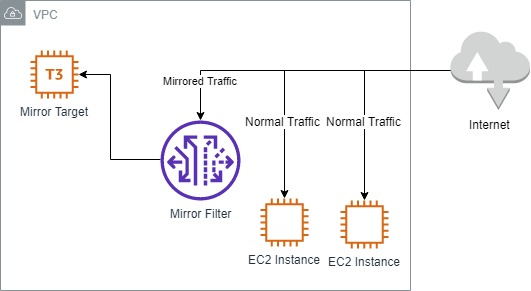 VPC
T3
Mirror Target
Mirrored Traffic
Normal Traffic
Normal Traffic
Internet
Mirror Filter
EC2 Instance
EC2 Instance